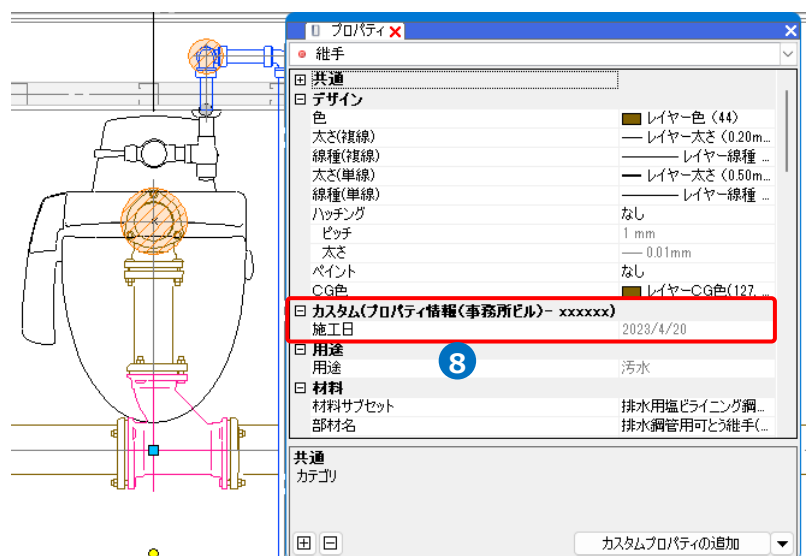 プロパティ
継手
共通
デザイン
色 レイヤー色 (44)
太さ(複線) レイヤー太さ (0.20m...
線種(複線) レイヤー線種 ...
太さ(単線) レイヤー太さ (0.50m...
線種(単線) レイヤー線種 ...
ハッチング なし
ピッチ 1 mm
太さ 0.01mm
ペイント なし
CG色 レイヤーCG色(127, ...
カスタム(プロパティ情報(事務所ビル)- xxxxxx)
施工日 2023/4/20
8
用途
用途 汚水
材料
材料サブセット 排水用塩ビライニング鋼...
部材名 排水鋼管用可とう継手(...
共通
カテゴリ
カスタムプロパティの追加